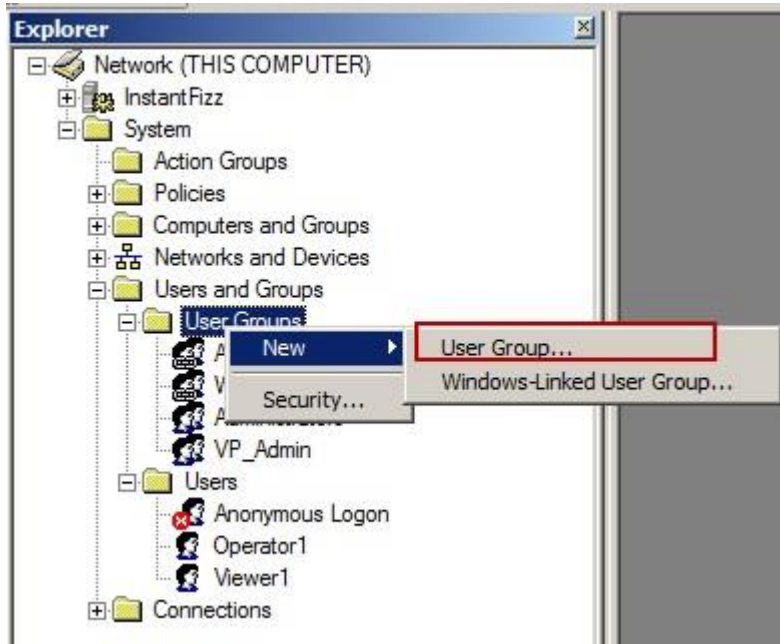 Explorer
Network (THIS COMPUTER)
InstantFizz
System
Action Groups
Policies
Computers and Groups
Networks and Devices
Users and Groups
User Groups
New
User Group...
Windows-Linked User Group...
Security...
VP_Admin
Users
Anonymous Logon
Operator1
Viewer1
Connections